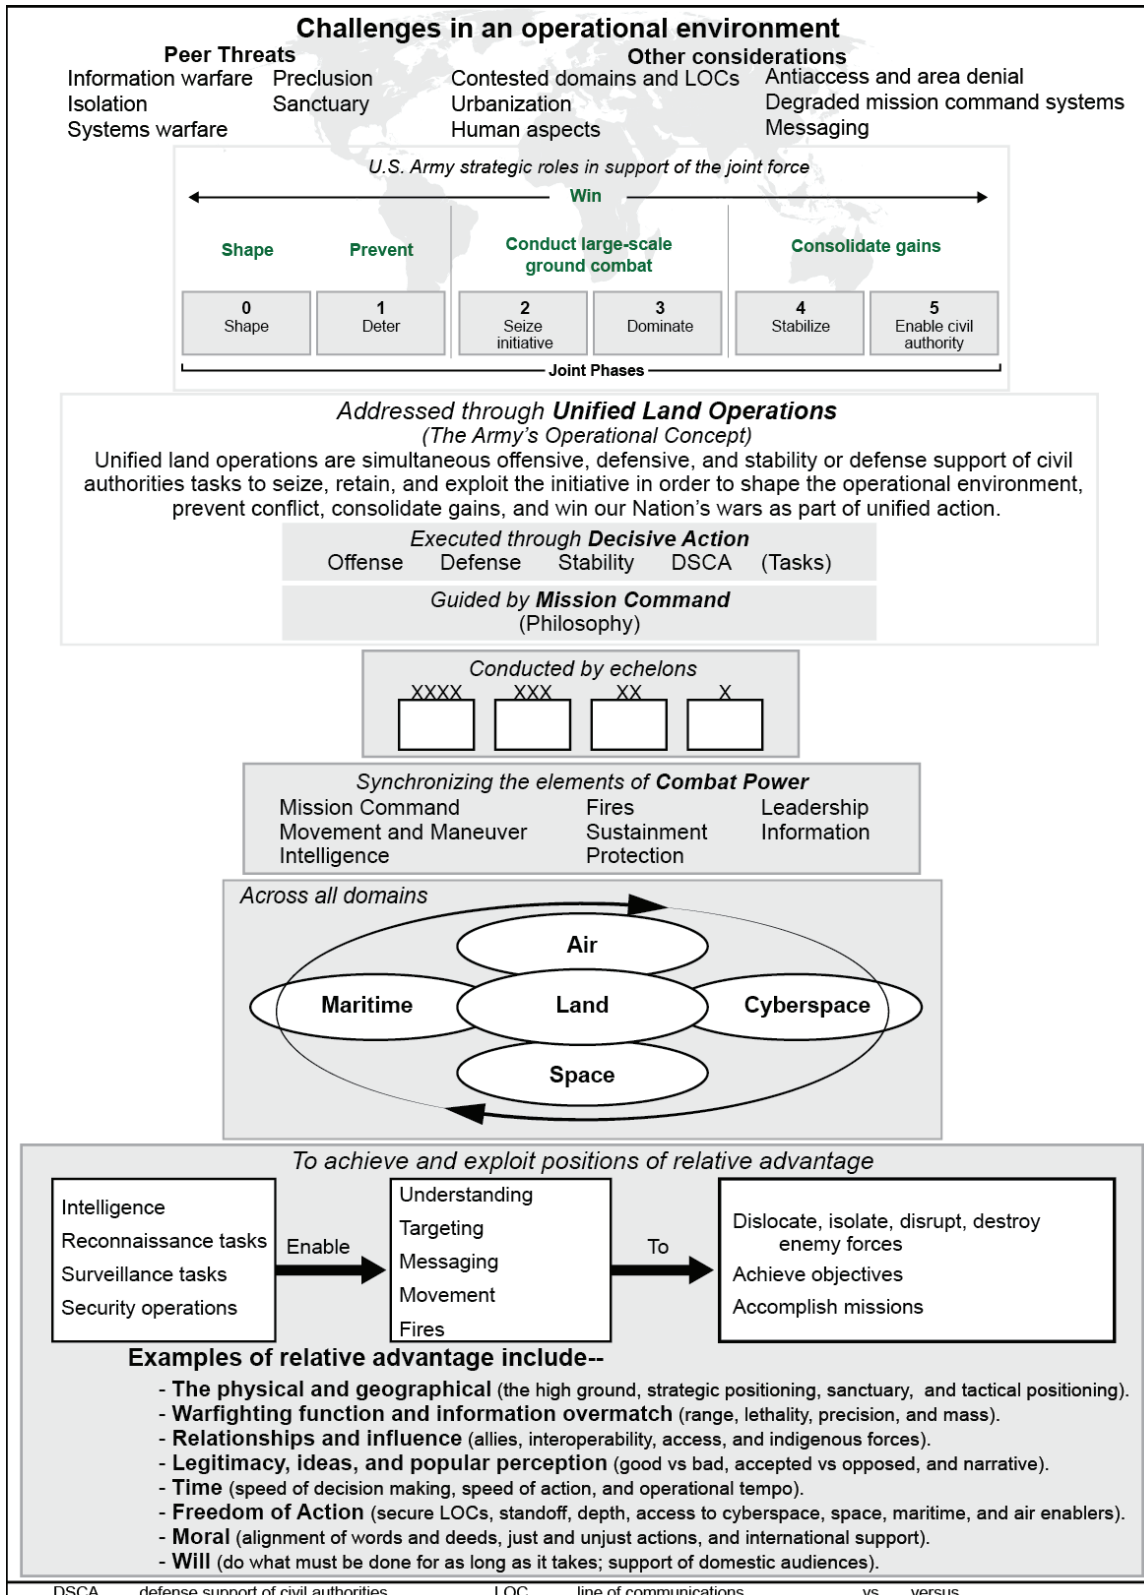 Challenges in an operational environment
Peer Threats
Information warfare Preclusion
Isolation Sanctuary
Systems warfare
Other considerations
Contested domains and LOCs Antiaccess and area denial
Urbanization Degraded mission command systems
Human aspects Messaging
U.S. Army strategic roles in support of the joint force
Win
Shape Prevent Conduct large-scale ground combat Consolidate gains
0 Shape
1 Deter
2 Seize initiative
3 Dominate
4 Stabilize
5 Enable civil authority
Joint Phases
Addressed through Unified Land Operations
(The Army's Operational Concept)
Unified land operations are simultaneous offensive, defensive, and stability or defense support of civil
authorities tasks to seize, retain, and exploit the initiative in order to shape the operational environment,
prevent conflict, consolidate gains, and win our Nation's wars as part of unified action.
Executed through Decisive Action
Offense Defense Stability DSCA (Tasks)
Guided by Mission Command
(Philosophy)
Conducted by echelons
XXXX XXX XX X
Synchronizing the elements of Combat Power
Mission Command Fires Leadership
Movement and Maneuver Sustainment Information
Intelligence Protection
Across all domains
Air
Maritime Land Cyberspace
Space
To achieve and exploit positions of relative advantage
Intelligence
Reconnaissance tasks
Surveillance tasks
Security operations
Enable
Understanding
Targeting
Messaging
Movement
Fires
To
Dislocate, isolate, disrupt, destroy
enemy forces
Achieve objectives
Accomplish missions
Examples of relative advantage include--
- The physical and geographical (the high ground, strategic positioning, sanctuary, and tactical positioning).
- Warfighting function and information overmatch (range, lethality, precision, and mass).
- Relationships and influence (allies, interoperability, access, and indigenous forces).
- Legitimacy, ideas, and popular perception (good vs bad, accepted vs opposed, and narrative).
- Time (speed of decision making, speed of action, and operational tempo).
- Freedom of Action (secure LOCs, standoff, depth, access to cyberspace, space, maritime, and air enablers).
- Moral (alignment of words and deeds, just and unjust actions, and international support).
- Will (do what must be done for as long as it takes; support of domestic audiences).
DSCA defense support of civil authorities LOC line of communications vs versus